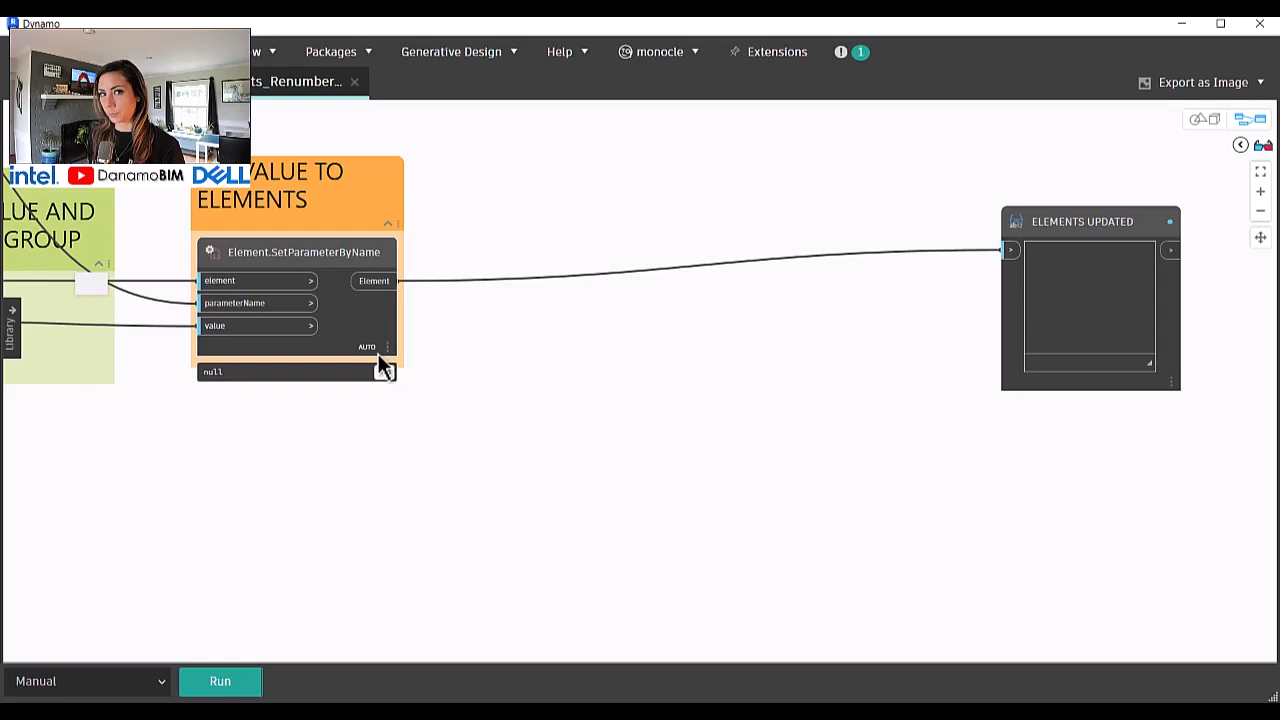 Dynamo
w
Packages
Generative Design
Help
monocle
Extensions
1
ts_Renumber...
Export as Image
intel.
DanamoBIM
DELL
VALUE TO
ELEMENTS
LUE AND
GROUP
Element.SetParameterByName
element >
Element
parameterName >
value >
AUTO
null
ELEMENTS UPDATED
>
>
Library
Manual
Run